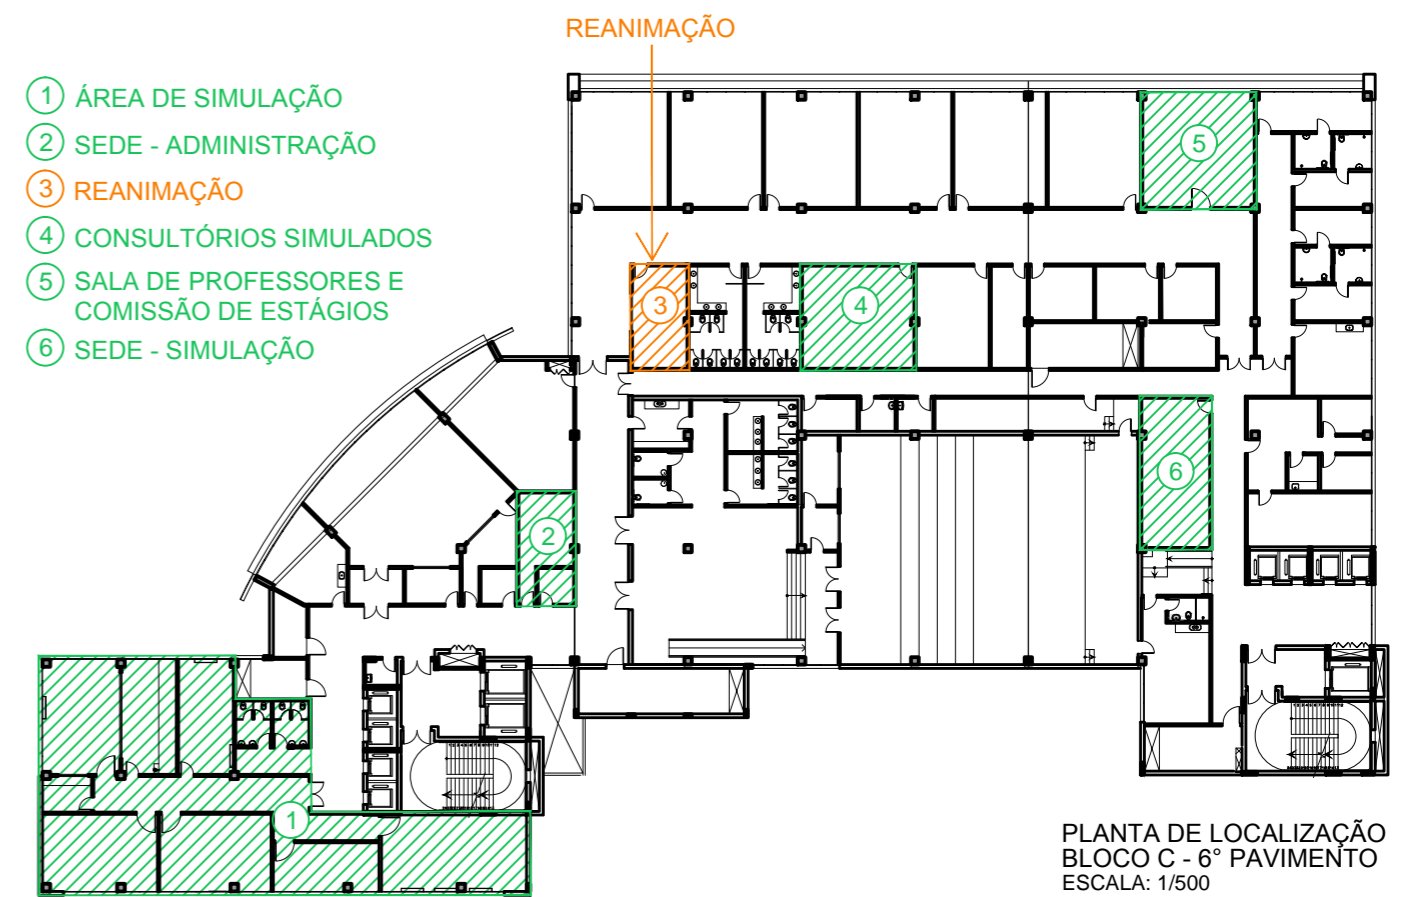 REANIMAÇÃO
1 ÁREA DE SIMULAÇÃO
2 SEDE - ADMINISTRAÇÃO
3 REANIMAÇÃO
4 CONSULTÓRIOS SIMULADOS
5 SALA DE PROFESSORES E
COMISSÃO DE ESTÁGIOS
6 SEDE - SIMULAÇÃO
5
3
4
6
2
1
PLANTA DE LOCALIZAÇÃO
BLOCO C - 6° PAVIMENTO
ESCALA: 1/500